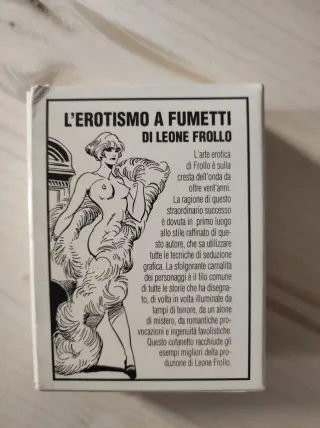 L'EROTISMO A FUMETTI
DI LEONE FROLLO
L'arte erotica
di Frollo è sulla
cresta dell'onda da
oltre vent'anni.
La ragione di questo
straordinario successo
è dovuta in primo luogo
allo stile raffinato di que-
sto autore, che sa utilizzare
tutte le tecniche di seduzione
grafica. La sfolgorante carnalità
dei personaggi è il filo comune
di tutte le storie che ha disegna-
to, di volta in volta illuminate da
lampi di torrore, da un alone
di mistero, da romantiche pro-
vocazioni e ingenuità favolistiche.
Questo cofanetto racchiude gli
esempi migliori della pro-
duzione di Leone Frollo.